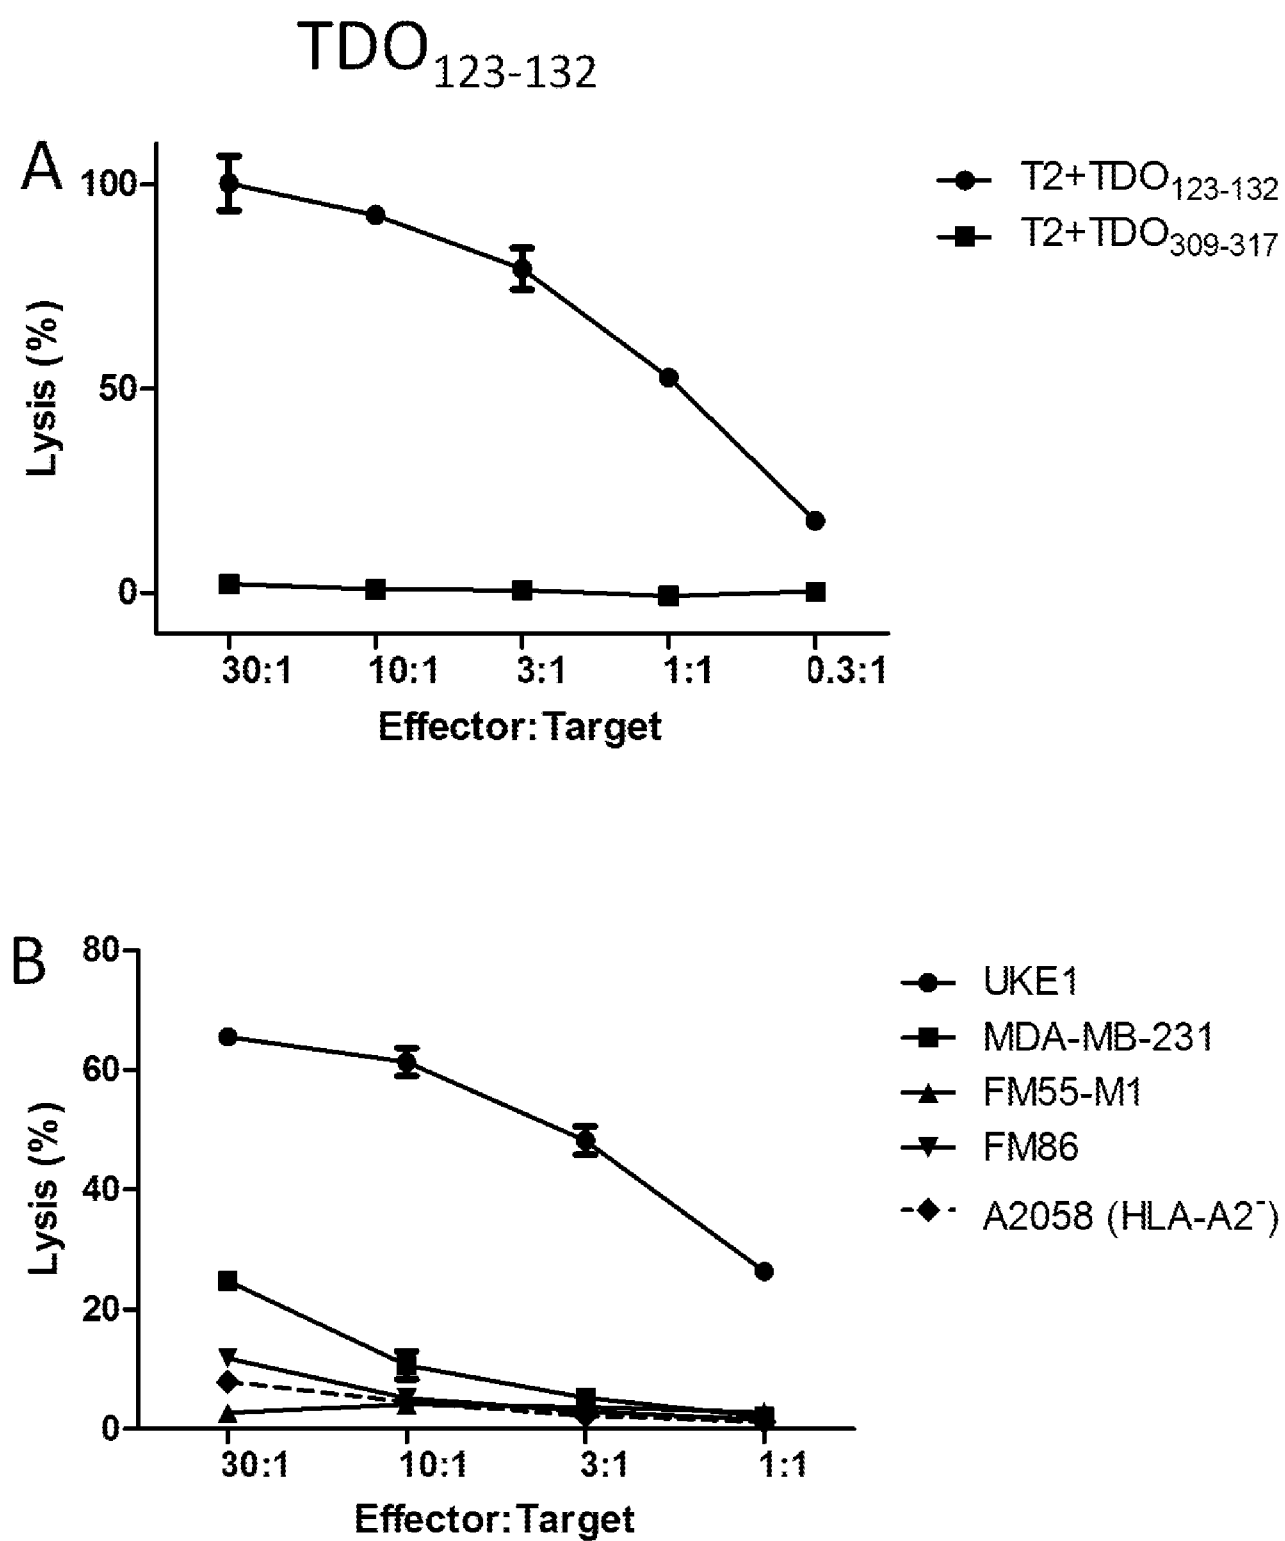 TDO123-132
A
100
50
0
Lysis (%)
30:1 10:1 3:1 1:1 0.3:1
Effector:Target
T2+TDO123-132
T2+TDO309-317
B
80
60
40
20
0
Lysis (%)
30:1 10:1 3:1 1:1
Effector:Target
UKE1
MDA-MB-231
FM55-M1
FM86
A2058 (HLA-A2⁻)